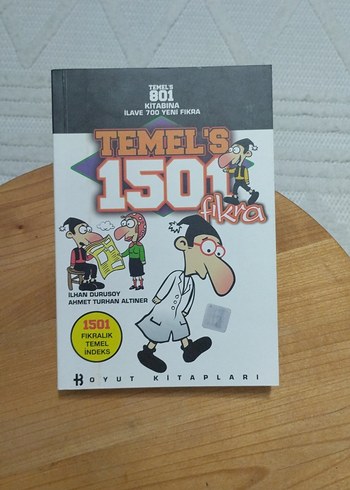 TEMEL'S
801
KİTABINA
İLAVE 700 YENİ FIKRA
TEMEL'S
1501
fıkra
İLHAN DURUSOY
AHMET TURHAN ALTINER
1501
FIKRALIK
TEMEL
İNDEKS
BOYUT KİTAPLARI